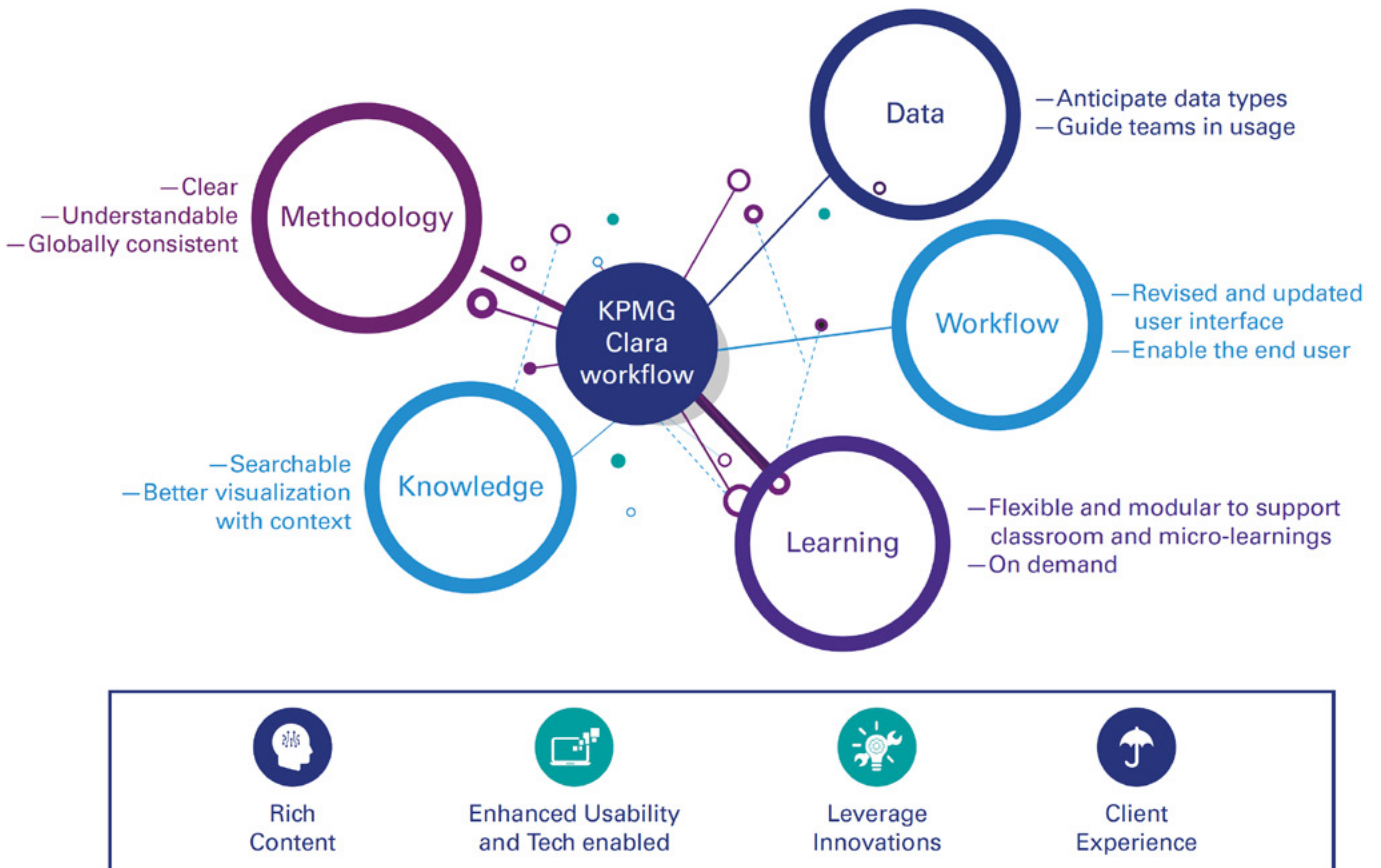 Data
—Anticipate data types
—Guide teams in usage
Methodology
—Clear
—Understandable
—Globally consistent
KPMG
Clara
workflow
Workflow
—Revised and updated
user interface
—Enable the end user
Knowledge
—Searchable
—Better visualization
with context
Learning
—Flexible and modular to support
classroom and micro-learnings
—On demand
Rich
Content
Enhanced Usability
and Tech enabled
Leverage
Innovations
Client
Experience